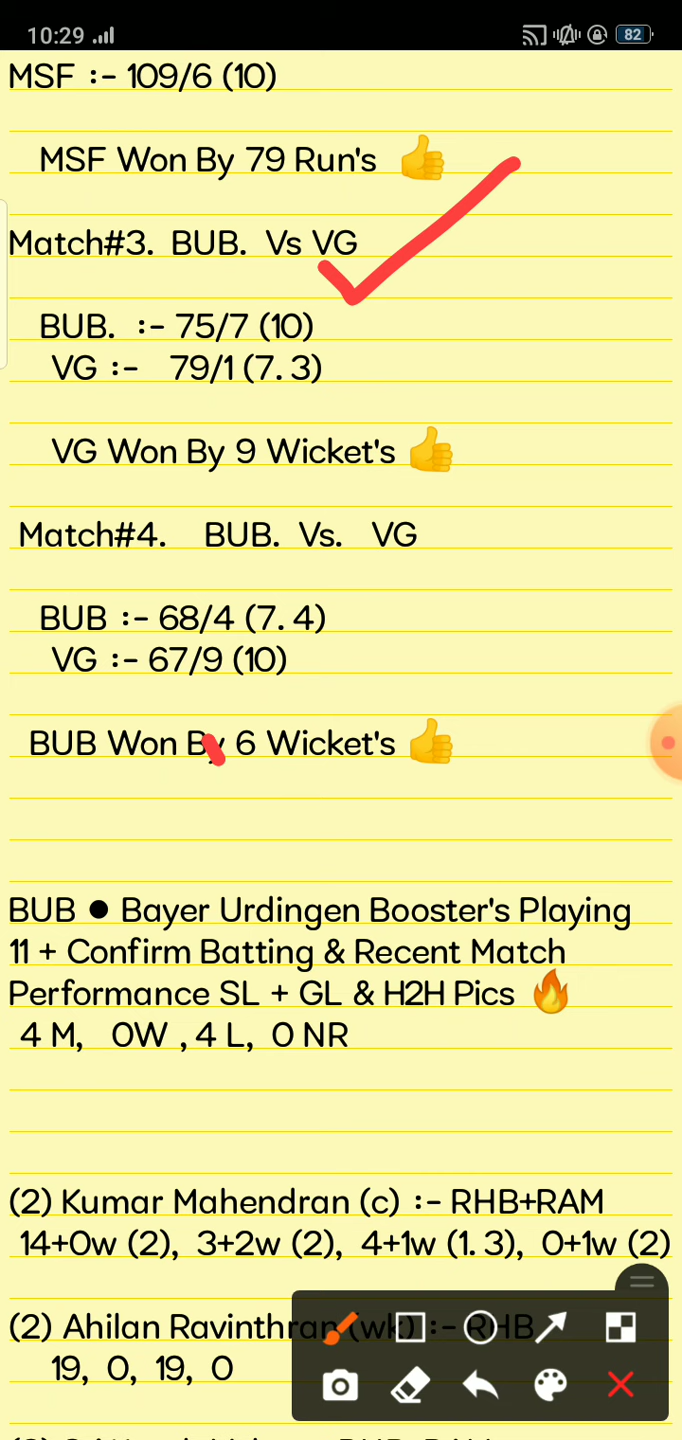 10:29
82
MSF :- 109/6 (10)
MSF Won By 79 Run's 👍
Match#3. BUB. Vs VG
BUB. :- 75/7 (10)
VG :- 79/1 (7. 3)
VG Won By 9 Wicket's 👍
Match#4. BUB. Vs. VG
BUB :- 68/4 (7. 4)
VG :- 67/9 (10)
BUB Won By 6 Wicket's 👍
BUB ● Bayer Urdingen Booster's Playing
11 + Confirm Batting & Recent Match
Performance SL + GL & H2H Pics 🔥
4 M, 0W , 4 L, 0 NR
(2) Kumar Mahendran (c) :- RHB+RAM
14+0w (2), 3+2w (2), 4+1w (1. 3), 0+1w (2)
(2) Ahilan Ravinthran (wk) :- RHB
19, 0, 19, 0